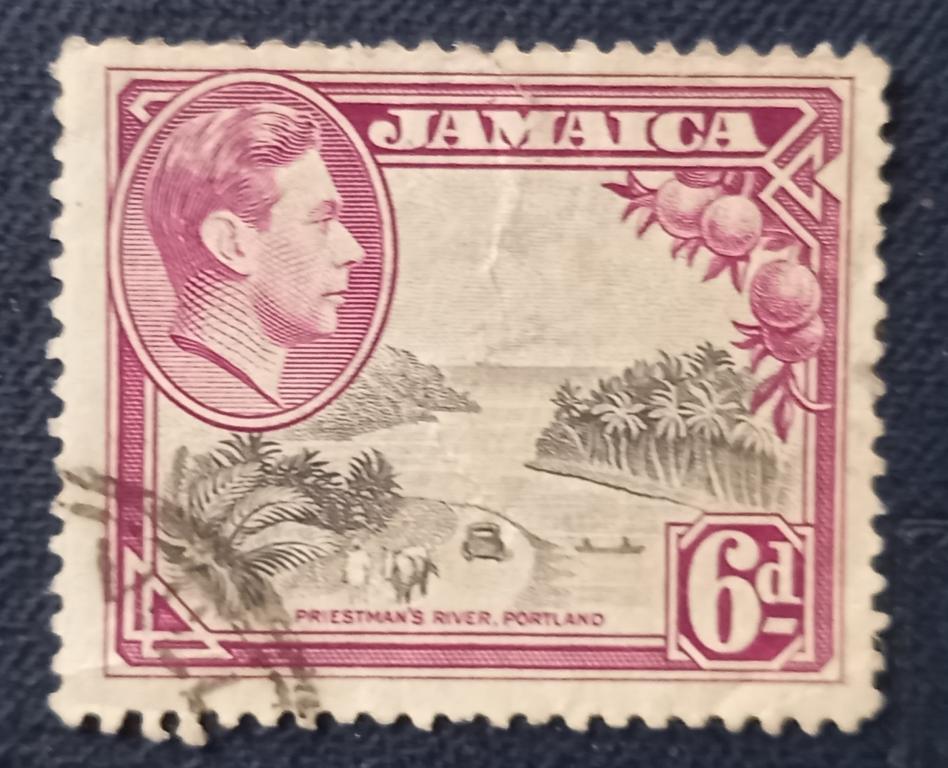 JAMAICA
PRIESTMAN'S RIVER, PORTLAND
6d